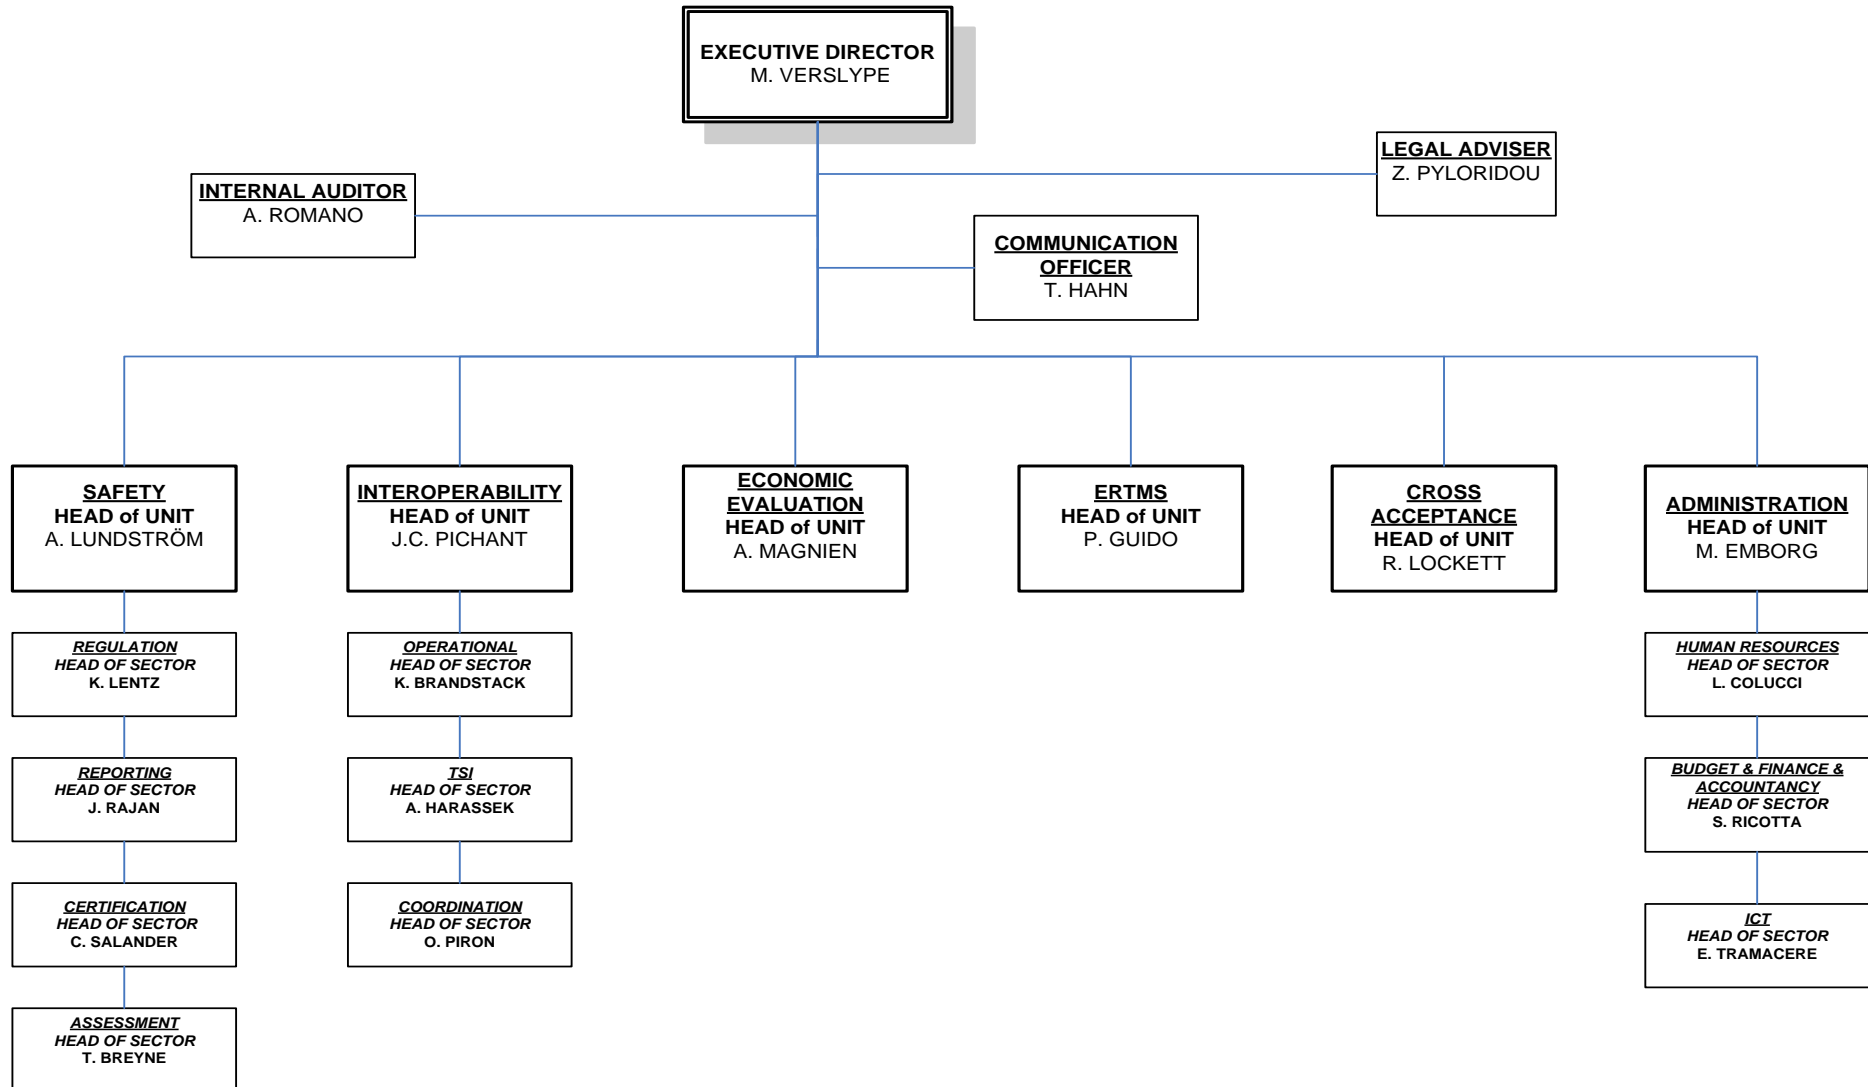 EXECUTIVE DIRECTOR
M. VERSLYPE
LEGAL ADVISER
Z. PYLORIDOU
INTERNAL AUDITOR
A. ROMANO
COMMUNICATION
OFFICER
T. HAHN
SAFETY
HEAD of UNIT
A. LUNDSTRÖM
INTEROPERABILITY
HEAD of UNIT
J.C. PICHANT
ECONOMIC
EVALUATION
HEAD of UNIT
A. MAGNIEN
ERTMS
HEAD of UNIT
P. GUIDO
CROSS
ACCEPTANCE
HEAD of UNIT
R. LOCKETT
ADMINISTRATION
HEAD of UNIT
M. EMBORG
REGULATION
HEAD OF SECTOR
K. LENTZ
OPERATIONAL
HEAD OF SECTOR
K. BRANDSTACK
HUMAN RESOURCES
HEAD OF SECTOR
L. COLUCCI
REPORTING
HEAD OF SECTOR
J. RAJAN
TSI
HEAD OF SECTOR
A. HARASSEK
BUDGET & FINANCE &
ACCOUNTANCY
HEAD OF SECTOR
S. RICOTTA
CERTIFICATION
HEAD OF SECTOR
C. SALANDER
COORDINATION
HEAD OF SECTOR
O. PIRON
ICT
HEAD OF SECTOR
E. TRAMACERE
ASSESSMENT
HEAD OF SECTOR
T. BREYNE